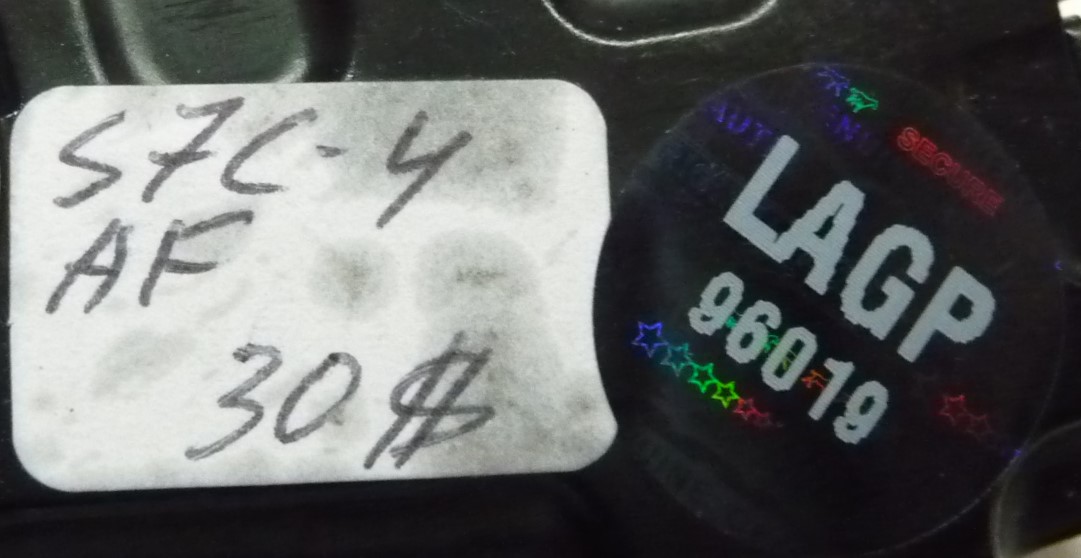 S7C-4
AF
30$
SECURE
LAGP
96019